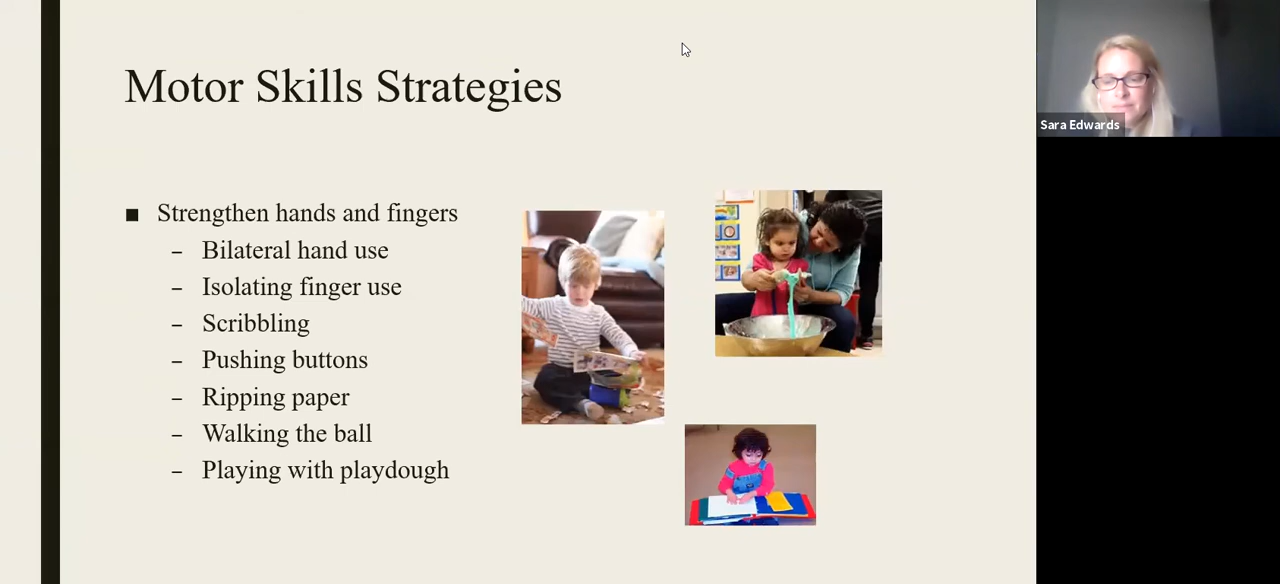 Motor Skills Strategies
■ Strengthen hands and fingers
– Bilateral hand use
– Isolating finger use
– Scribbling
– Pushing buttons
– Ripping paper
– Walking the ball
– Playing with playdough
Sara Edwards